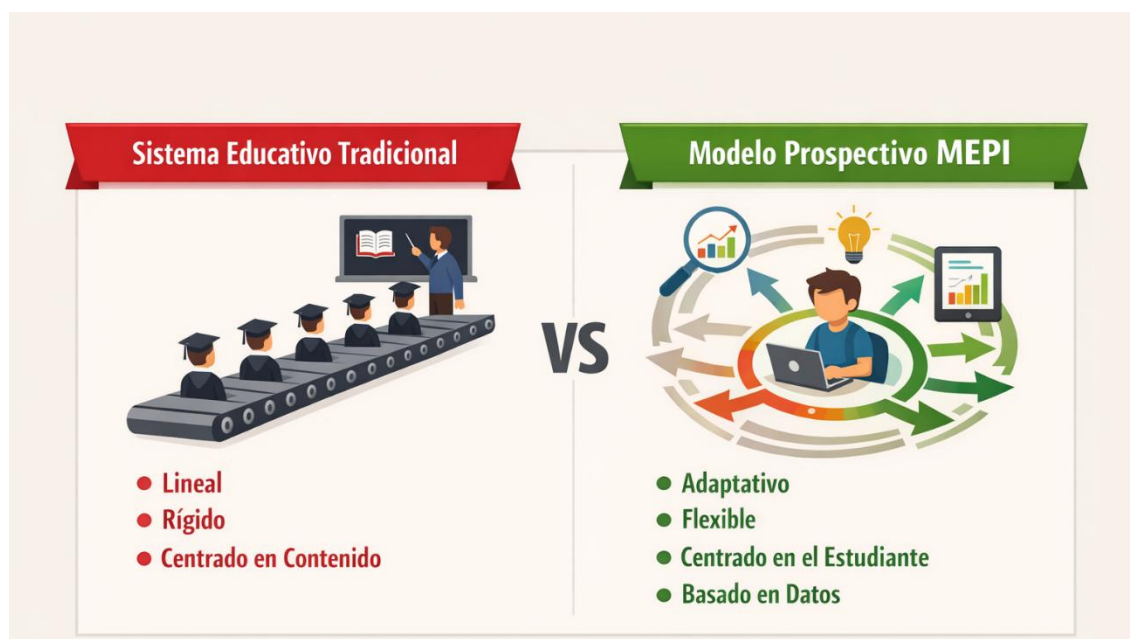 Sistema Educativo Tradicional
Modelo Prospectivo MEPI
VS
Lineal
Rígido
Centrado en Contenido
Adaptativo
Flexible
Centrado en el Estudiante
Basado en Datos